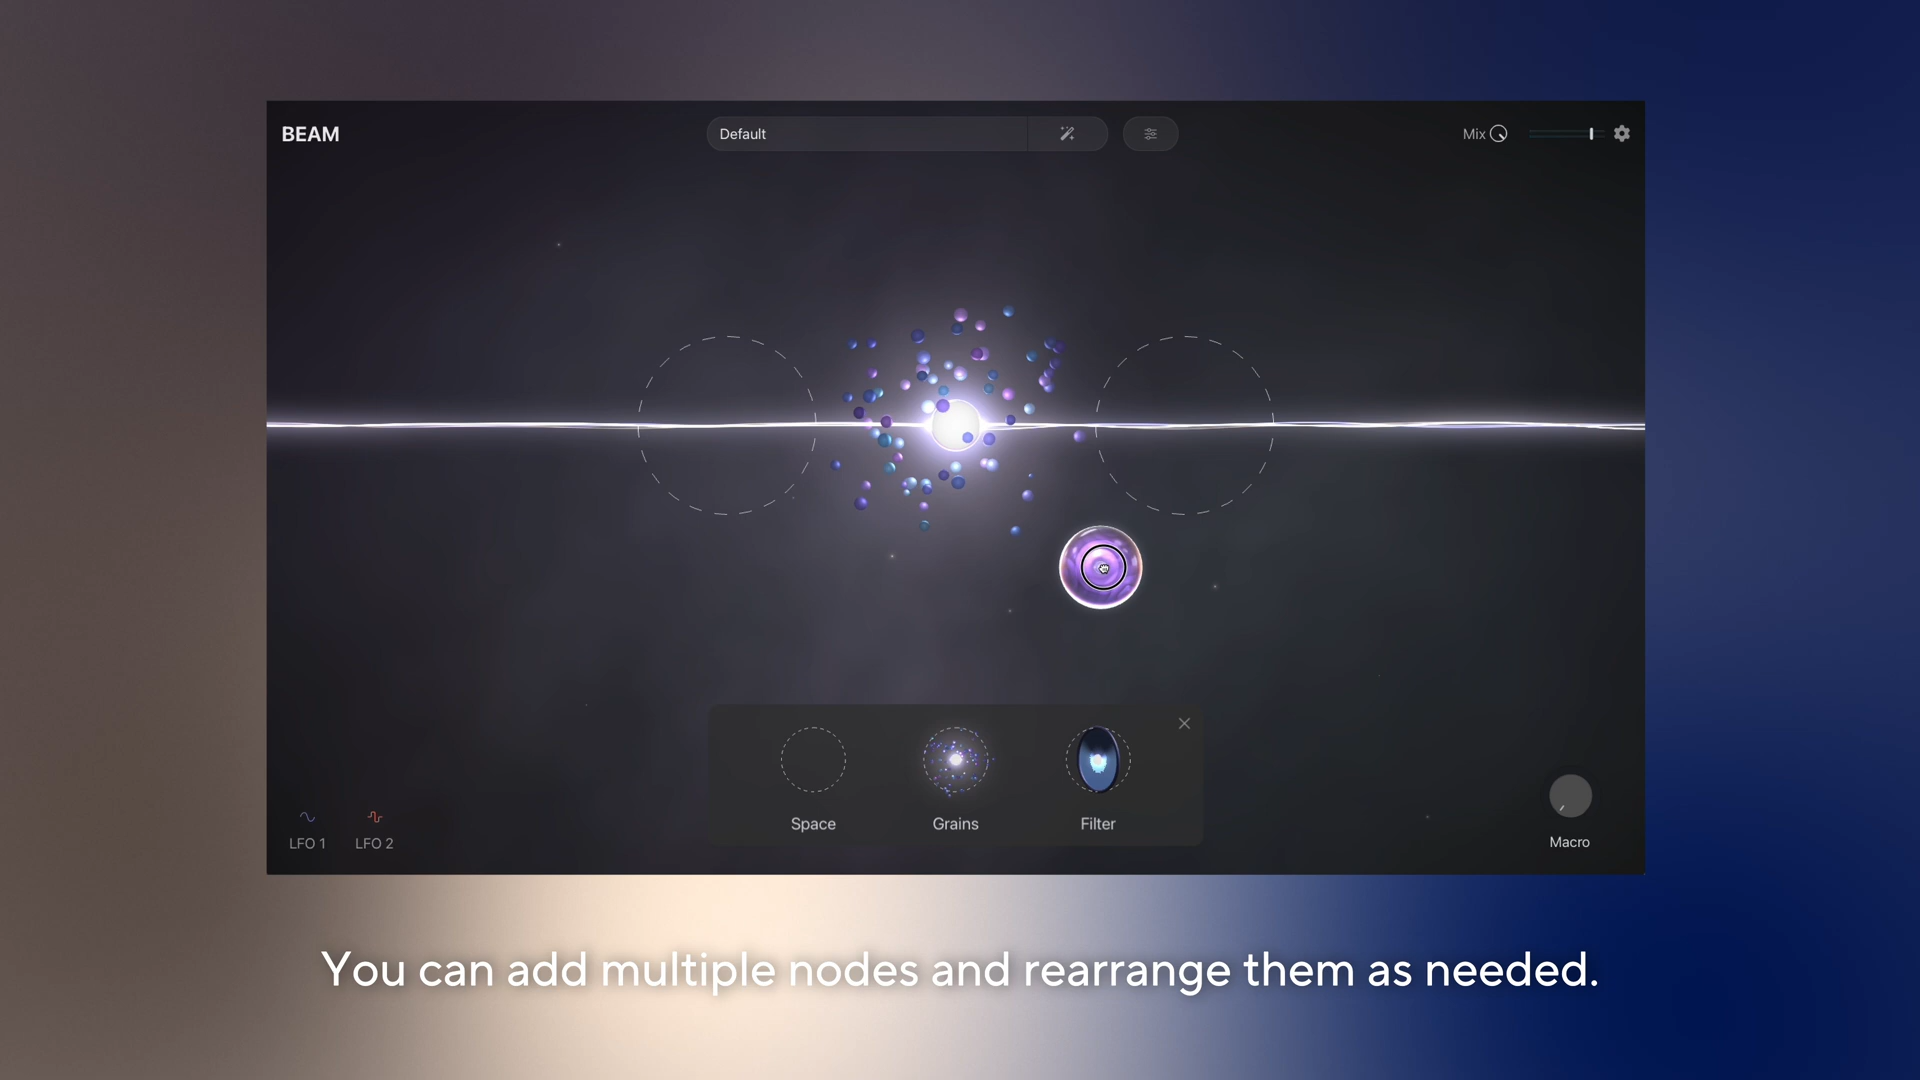 BEAM
Default
Mix
Space
Grains
Filter
LFO 1
LFO 2
Macro
You can add multiple nodes and rearrange them as needed.